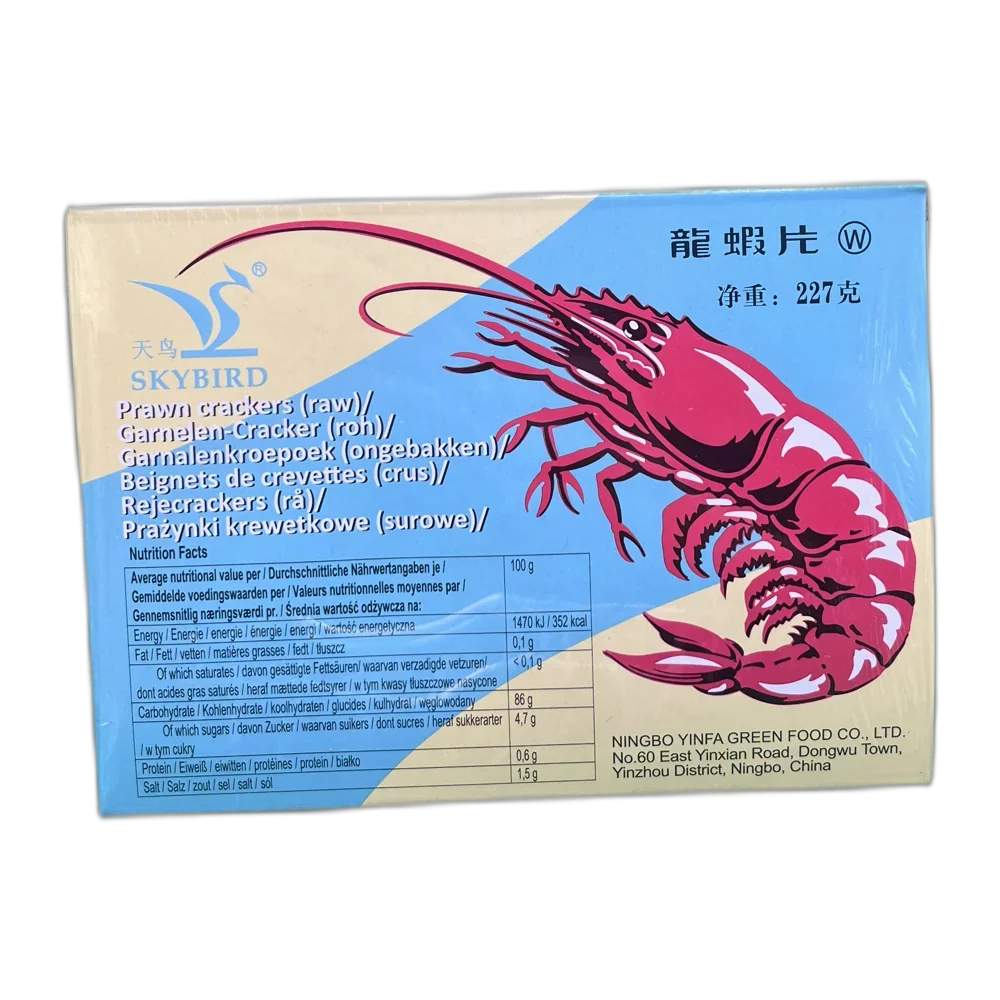 ®
天鸟
SKYBIRD
龍蝦片 Ⓦ
净重：227克
Prawn crackers (raw)/
Garnelen-Cracker (roh)/
Garnalenkroepoek (ongebakken)/
Beignets de crevettes (crus)/
Rejecrackers (rå)/
Prażynki krewetkowe (surowe)/
Nutrition Facts
Average nutritional value per / Durchschnittliche Nährwertangaben je / 100 g
Gemiddelde voedingswaarden per / Valeurs nutritionnelles moyennes par /
Gennemsnitlig næringsværdi pr. / Średnia wartość odżywcza na:
Energy / Energie / energie / énergie / energi / wartość energetyczna 1470 kJ / 352 kcal
Fat / Fett / vetten / matières grasses / fedt / tłuszcz 0,1 g
Of which saturates / davon gesättigte Fettsäuren/ waarvan verzadigde vetzuren/ <0,1 g
dont acides gras saturés / heraf mættede fedtsyrer / w tym kwasy tłuszczowe nasycone
Carbohydrate / Kohlenhydrate / koolhydraten / glucides / kulhydral / węglowodany 86 g
Of which sugars / davon Zucker / waarvan suikers / dont sucres / heraf sukkerarter 4,7 g
/ w tym cukry
Protein / Eiweiß / eiwitten / protéines / protein / białko 0,6 g
Salt / Salz / zout / sel / salt / sól 1,5 g
NINGBO YINFA GREEN FOOD CO., LTD.
No.60 East Yinxian Road, Dongwu Town,
Yinzhou District, Ningbo, China